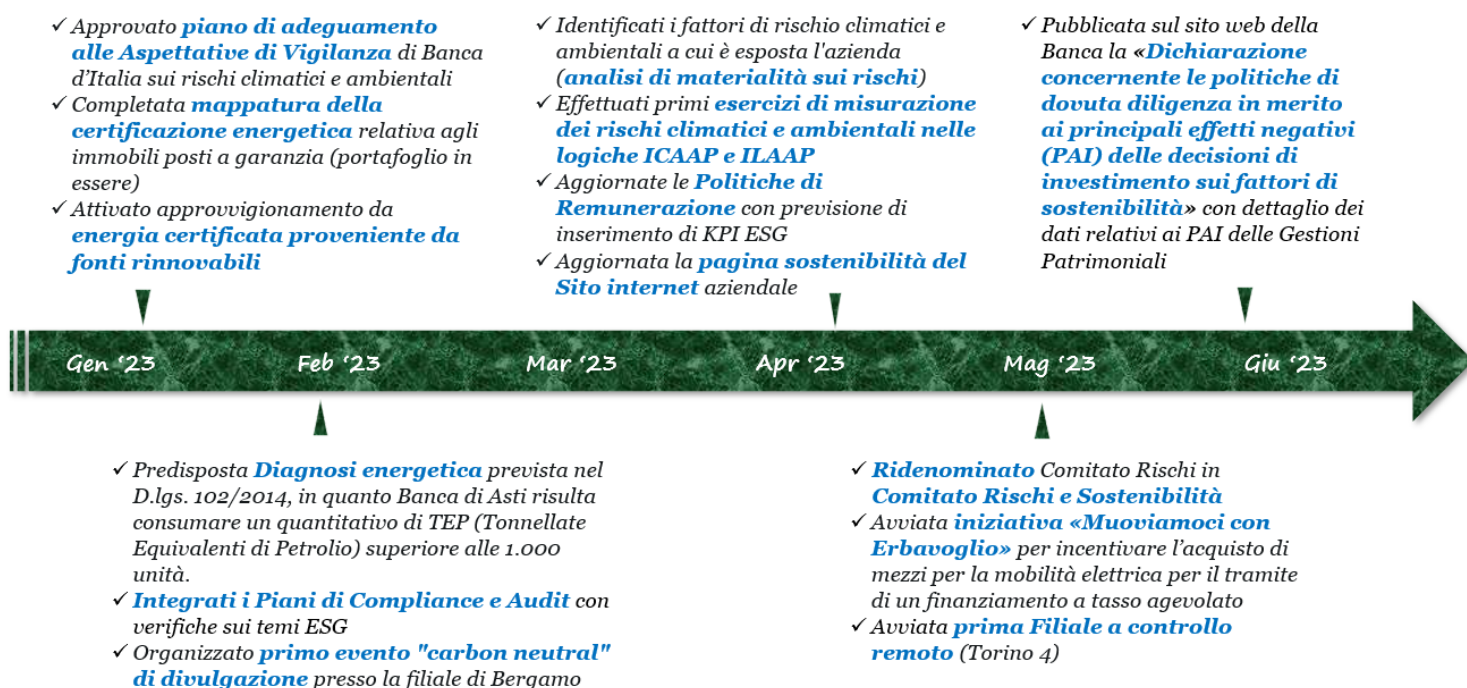 ✓ Approvato piano di adeguamento
alle Aspettative di Vigilanza di Banca
d'Italia sui rischi climatici e ambientali
✓ Completata mappatura della
certificazione energetica relativa agli
immobili posti a garanzia (portafoglio in
essere)
✓ Attivato approvvigionamento da
energia certificata proveniente da
fonti rinnovabili
✓ Identificati i fattori di rischio climatici e
ambientali a cui è esposta l'azienda
(analisi di materialità sui rischi)
✓ Effettuati primi esercizi di misurazione
dei rischi climatici e ambientali nelle
logiche ICAAP e ILAAP
✓ Aggiornate le Politiche di
Remunerazione con previsione di
inserimento di KPI ESG
✓ Aggiornata la pagina sostenibilità del
Sito internet aziendale
✓ Pubblicata sul sito web della
Banca la «Dichiarazione
concernente le politiche di
dovuta diligenza in merito
ai principali effetti negativi
(PAI) delle decisioni di
investimento sui fattori di
sostenibilità» con dettaglio dei
dati relativi ai PAI delle Gestioni
Patrimoniali
Gen ‘23 Feb ‘23 Mar ‘23 Apr ‘23 Mag ‘23 Giu ‘23
✓ Predisposta Diagnosi energetica prevista nel
D.lgs. 102/2014, in quanto Banca di Asti risulta
consumare un quantitativo di TEP (Tonnellate
Equivalenti di Petrolio) superiore alle 1.000
unità.
✓ Integrati i Piani di Compliance e Audit con
verifiche sui temi ESG
✓ Organizzato primo evento "carbon neutral"
di divulgazione presso la filiale di Bergamo
✓ Ridenominato Comitato Rischi in
Comitato Rischi e Sostenibilità
✓ Avviata iniziativa «Muoviamoci con
Erbavoglio» per incentivare l'acquisto di
mezzi per la mobilità elettrica per il tramite
di un finanziamento a tasso agevolato
✓ Avviata prima Filiale a controllo
remoto (Torino 4)